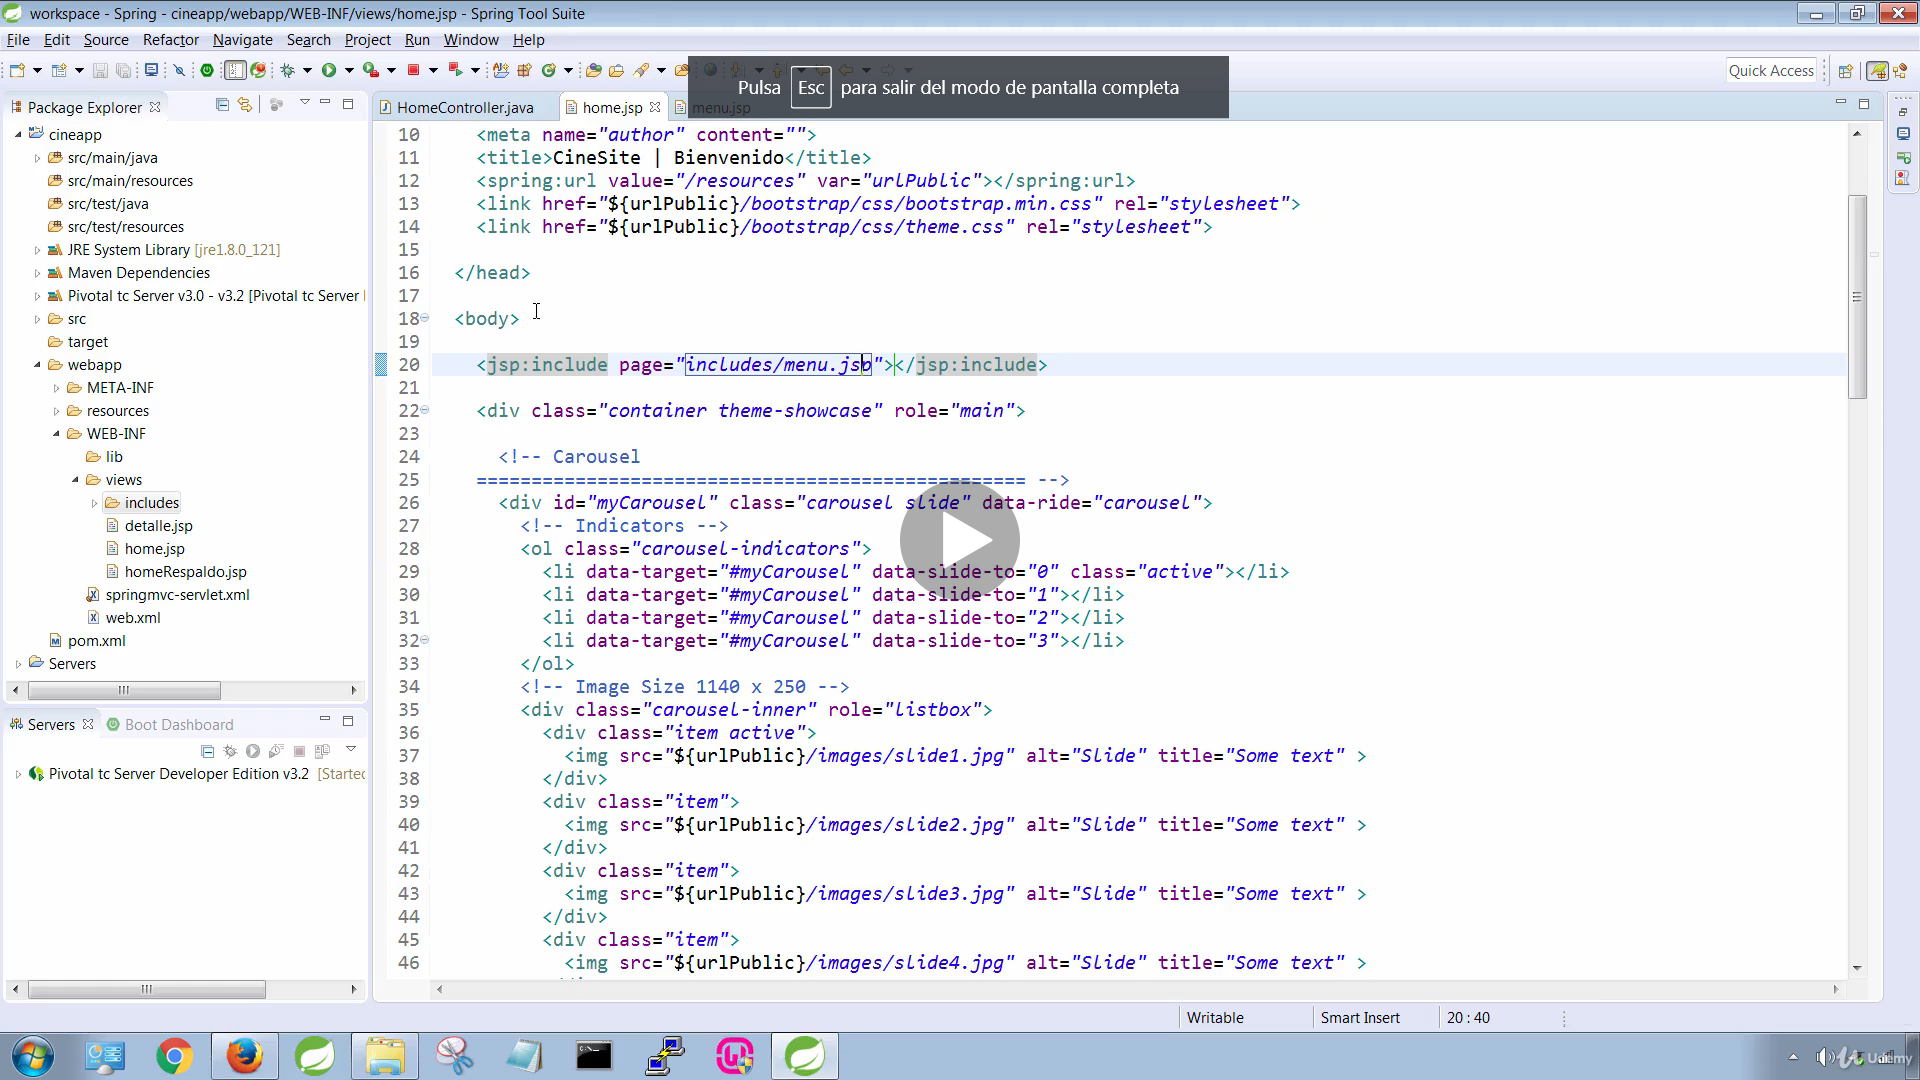 workspace - Spring - cineapp/webapp/WEB-INF/views/home.jsp - Spring Tool Suite
File Edit Source Refactor Navigate Search Project Run Window Help
Quick Access
Pulsa Esc para salir del modo de pantalla completa
Package Explorer
HomeController.java home.jsp menu.jsp
cineapp
src/main/java
src/main/resources
src/test/java
src/test/resources
JRE System Library [jre1.8.0_121]
Maven Dependencies
Pivotal tc Server v3.0 - v3.2 [Pivotal tc Server
src
target
webapp
META-INF
resources
WEB-INF
lib
views
includes
detalle.jsp
home.jsp
homeRespaldo.jsp
springmvc-servlet.xml
web.xml
pom.xml
Servers
Servers Boot Dashboard
Pivotal tc Server Developer Edition v3.2 [Started
10 <meta name="author" content="">
11 <title>CineSite | Bienvenido</title>
12 <spring:url value="/resources" var="urlPublic"></spring:url>
13 <link href="${urlPublic}/bootstrap/css/bootstrap.min.css" rel="stylesheet">
14 <link href="${urlPublic}/bootstrap/css/theme.css" rel="stylesheet">
15
16 </head>
17
18 <body>
19
20 <jsp:include page="includes/menu.jsp"></jsp:include>
21
22 <div class="container theme-showcase" role="main">
23
24 <!-- Carousel
25 ================================================== -->
26 <div id="myCarousel" class="carousel slide" data-ride="carousel">
27 <!-- Indicators -->
28 <ol class="carousel-indicators">
29 <li data-target="#myCarousel" data-slide-to="0" class="active"></li>
30 <li data-target="#myCarousel" data-slide-to="1"></li>
31 <li data-target="#myCarousel" data-slide-to="2"></li>
32 <li data-target="#myCarousel" data-slide-to="3"></li>
33 </ol>
34 <!-- Image Size 1140 x 250 -->
35 <div class="carousel-inner" role="listbox">
36 <div class="item active">
37 <img src="${urlPublic}/images/slide1.jpg" alt="Slide" title="Some text" >
38 </div>
39 <div class="item">
40 <img src="${urlPublic}/images/slide2.jpg" alt="Slide" title="Some text" >
41 </div>
42 <div class="item">
43 <img src="${urlPublic}/images/slide3.jpg" alt="Slide" title="Some text" >
44 </div>
45 <div class="item">
46 <img src="${urlPublic}/images/slide4.jpg" alt="Slide" title="Some text" >
Writable Smart Insert 20 : 40
Udemy